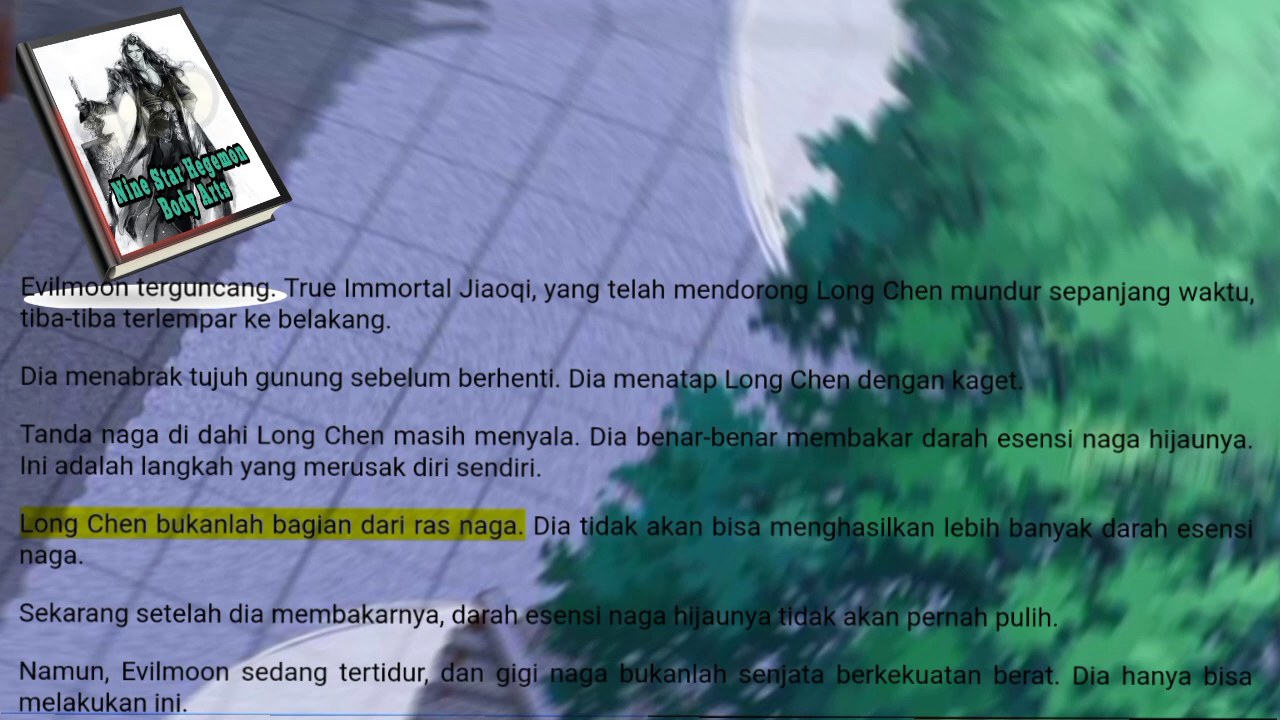 Nine Star Hegemon
Body Arts
Evilmoon terguncang. True Immortal Jiaoqi, yang telah mendorong Long Chen mundur sepanjang waktu,
tiba-tiba terlempar ke belakang.
Dia menabrak tujuh gunung sebelum berhenti. Dia menatap Long Chen dengan kaget.
Tanda naga di dahi Long Chen masih menyala. Dia benar-benar membakar darah esensi naga hijaunya.
Ini adalah langkah yang merusak diri sendiri.
Long Chen bukanlah bagian dari ras naga. Dia tidak akan bisa menghasilkan lebih banyak darah esensi
naga.
Sekarang setelah dia membakarnya, darah esensi naga hijaunya tidak akan pernah pulih.
Namun, Evilmoon sedang tertidur, dan gigi naga bukanlah senjata berkekuatan berat. Dia hanya bisa
melakukan ini.